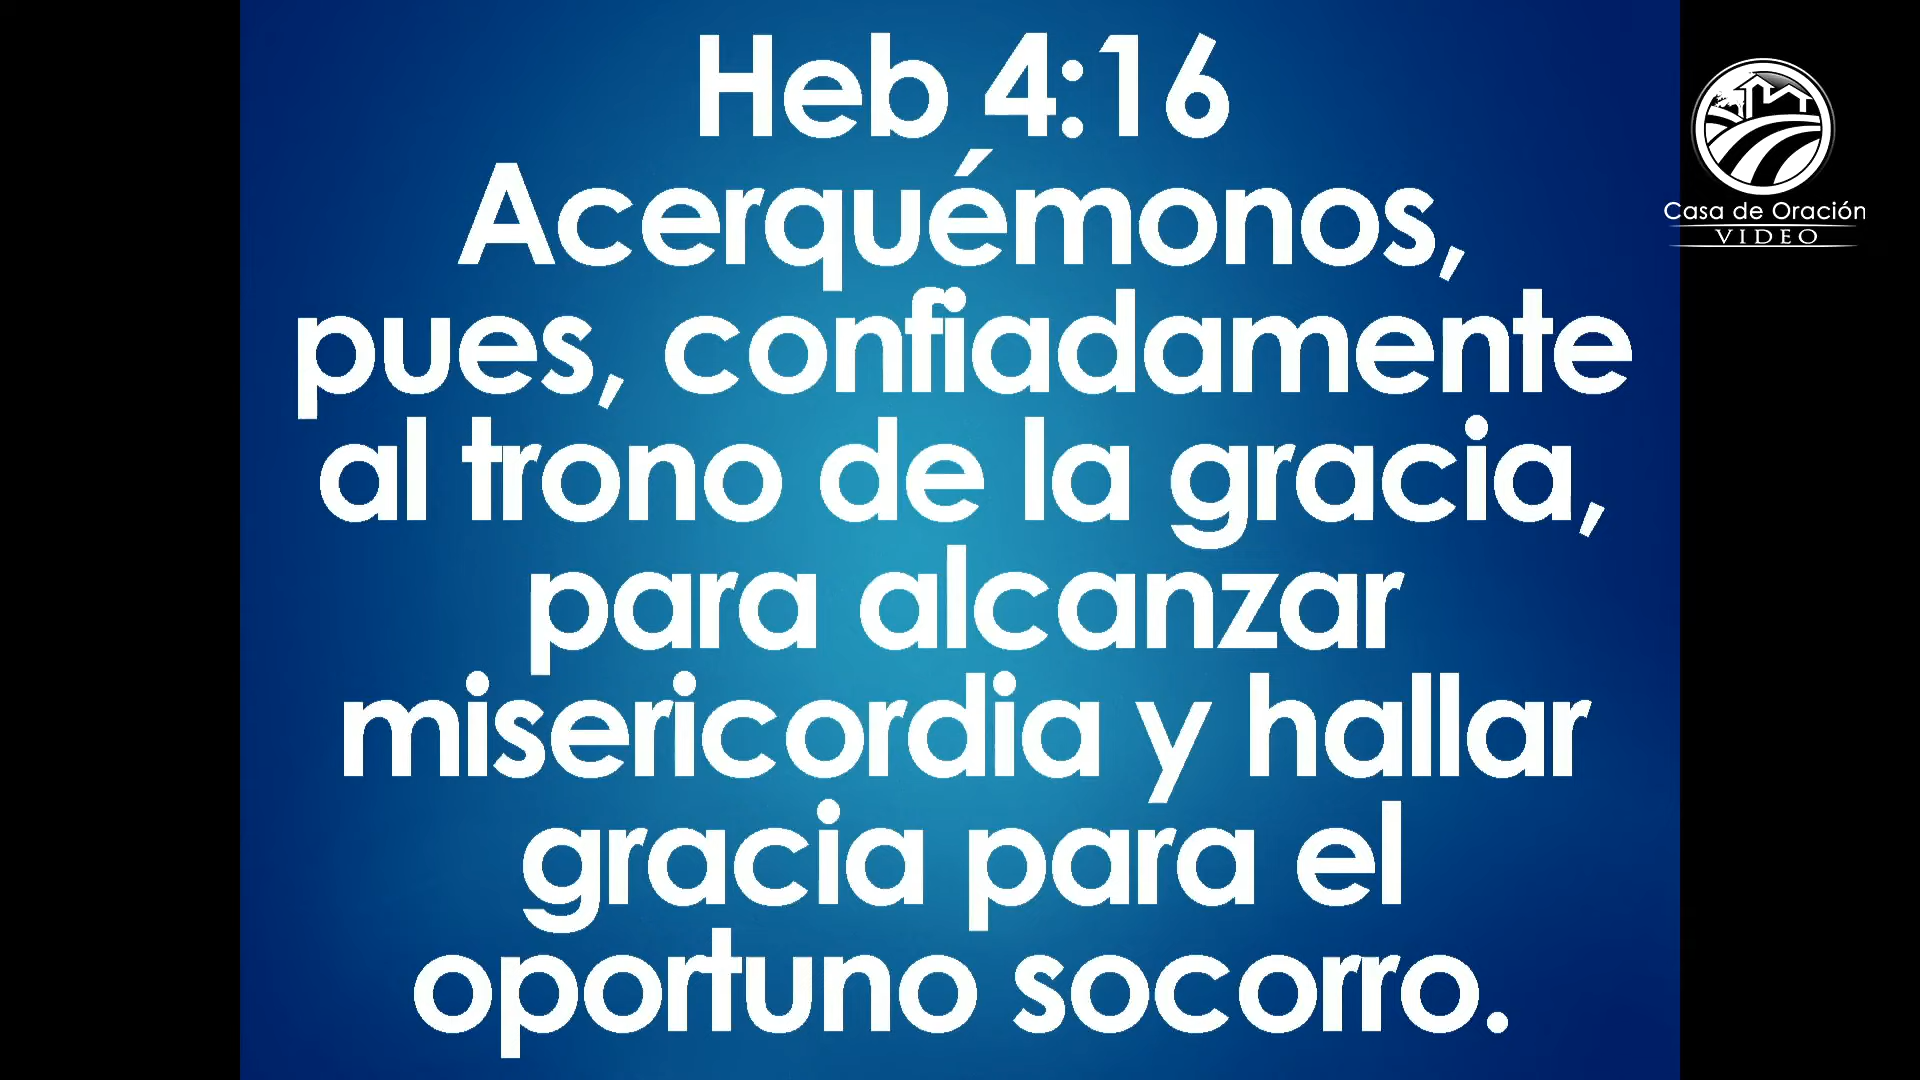 Heb 4:16
Acerquémonos,
pues, confiadamente
al trono de la gracia,
para alcanzar
misericordia y hallar
gracia para el
oportuno socorro.
Casa de Oración
VIDEO